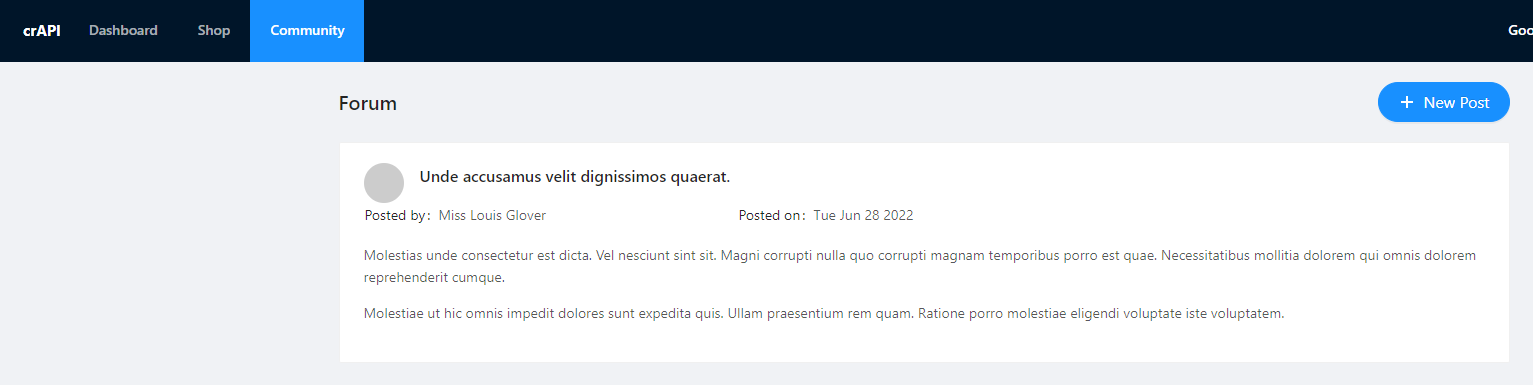 crAPI Dashboard Shop Community Goo
Forum
+ New Post
Unde accusamus velit dignissimos quaerat.
Posted by: Miss Louis Glover Posted on: Tue Jun 28 2022
Molestias unde consectetur est dicta. Vel nesciunt sint sit. Magni corrupti nulla quo corrupti magnam temporibus porro est quae. Necessitatibus mollitia dolorem qui omnis dolorem
reprehenderit cumque.
Molestiae ut hic omnis impedit dolores sunt expedita quis. Ullam praesentium rem quam. Ratione porro molestiae eligendi voluptate iste voluptatem.